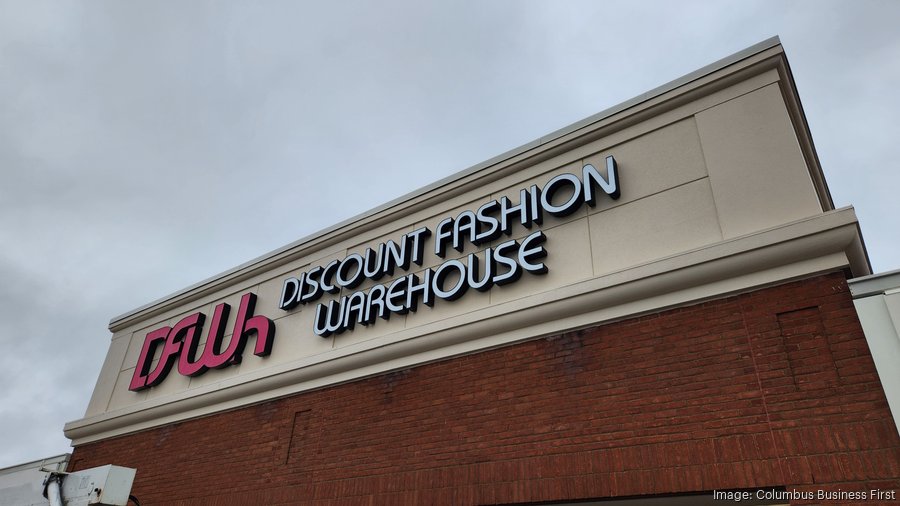 DFWh
DISCOUNT FASHION
WAREHOUSE
Image: Columbus Business First